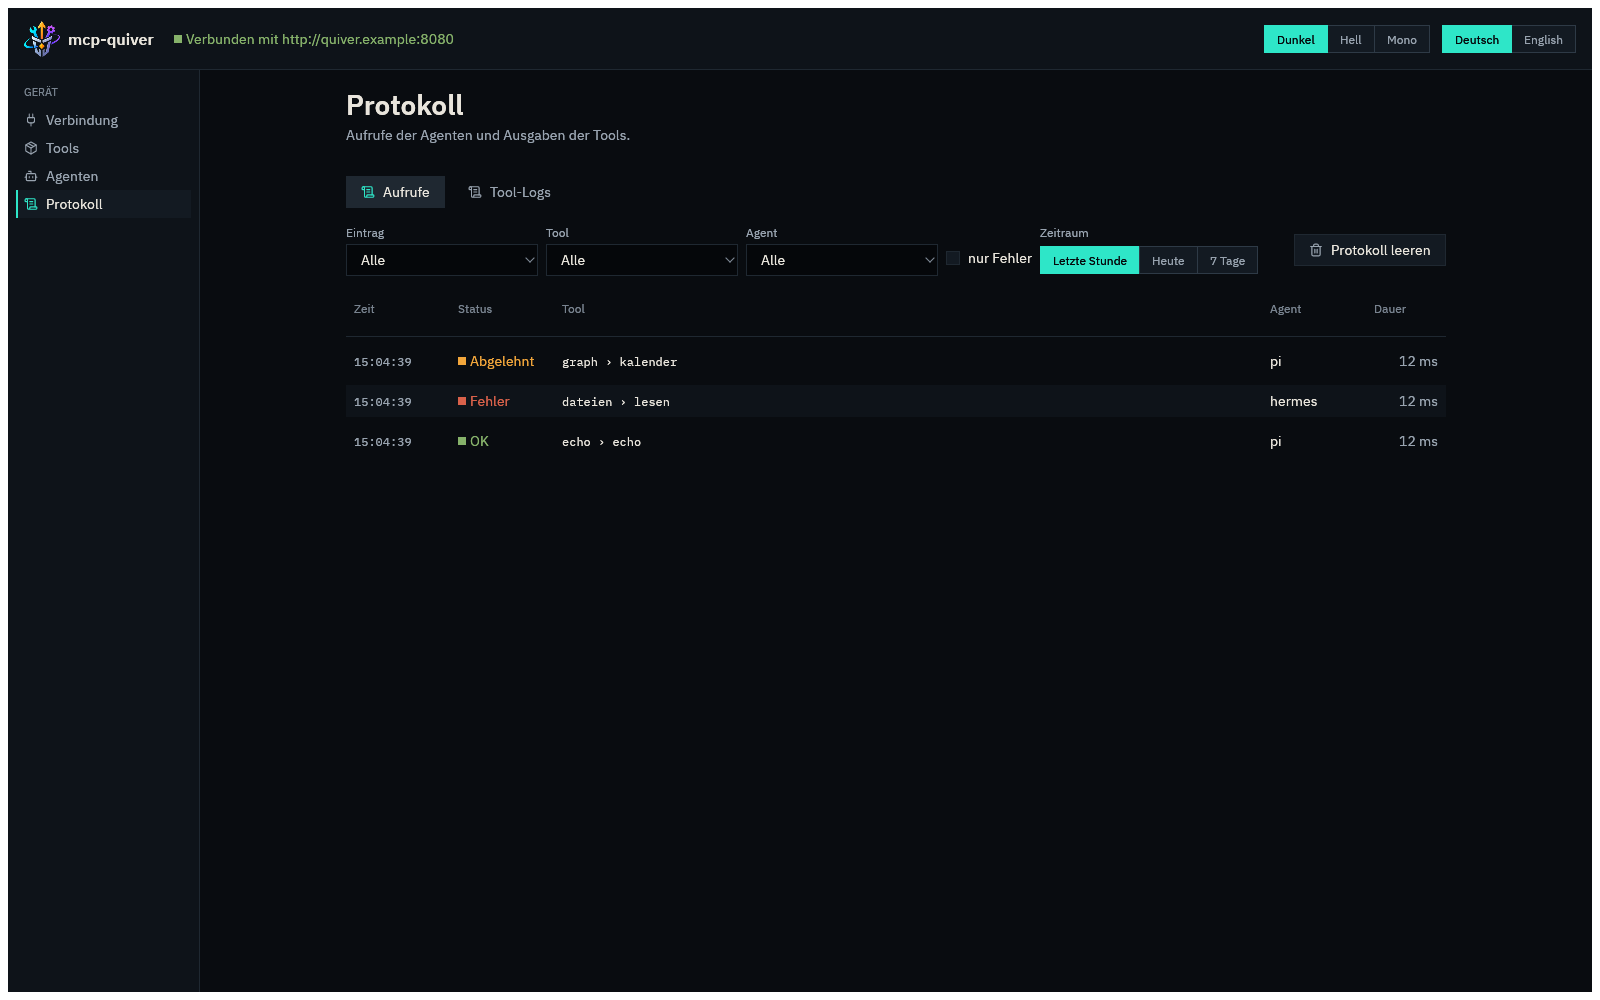 mcp-quiver
Verbunden mit http://quiver.example:8080
Dunkel Hell Mono Deutsch English
GERÄT
Verbindung
Tools
Agenten
Protokoll
Protokoll
Aufrufe der Agenten und Ausgaben der Tools.
Aufrufe Tool-Logs
Eintrag Tool Agent Zeitraum
Alle Alle Alle nur Fehler Letzte Stunde Heute 7 Tage Protokoll leeren
Zeit Status Tool Agent Dauer
15:04:39 Abgelehnt graph › kalender pi 12 ms
15:04:39 Fehler dateien › lesen hermes 12 ms
15:04:39 OK echo › echo pi 12 ms